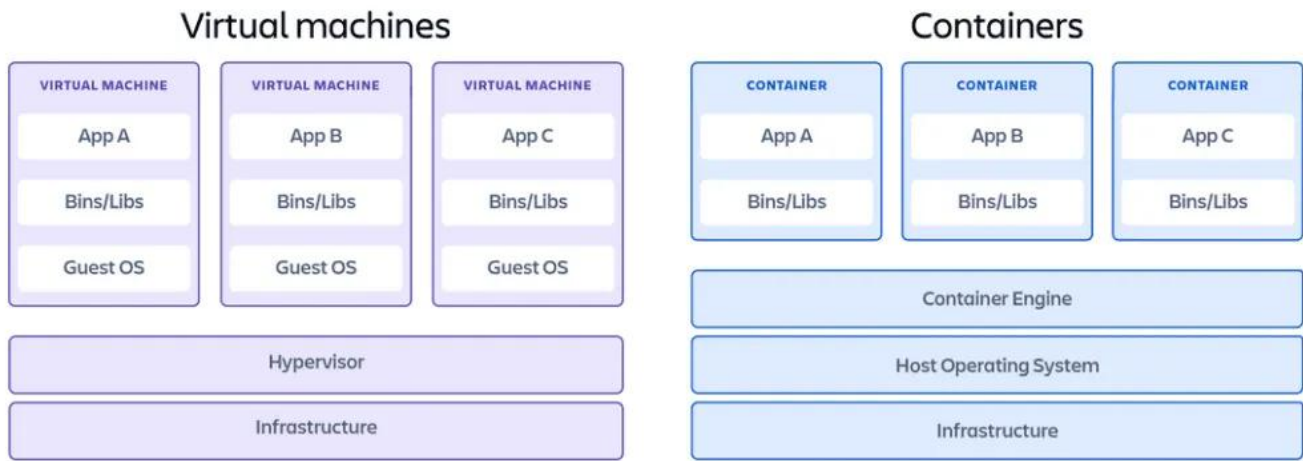 Virtual machines
VIRTUAL MACHINE
App A
Bins/Libs
Guest OS
VIRTUAL MACHINE
App B
Bins/Libs
Guest OS
VIRTUAL MACHINE
App C
Bins/Libs
Guest OS
Hypervisor
Infrastructure
Containers
CONTAINER
App A
Bins/Libs
CONTAINER
App B
Bins/Libs
CONTAINER
App C
Bins/Libs
Container Engine
Host Operating System
Infrastructure